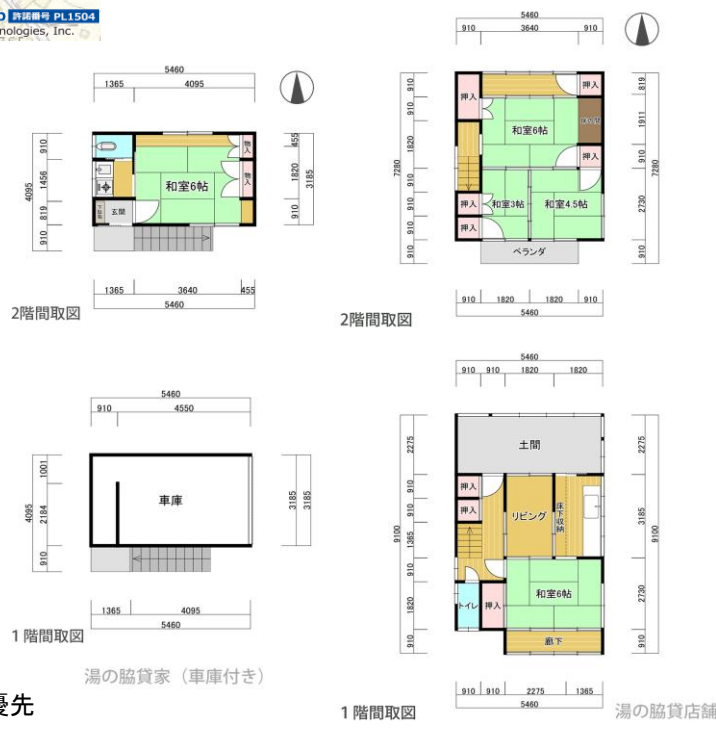 許諾番号 PL1504
nologies, Inc.
5460
1365 4095
910
1456
819
910
4095
物入
物入
和室6帖
玄関
455
1820
910
3185
1365 3640 455
5460
2階間取図
5460
910 3640 910
910
910
1820
910
910
910
910
7280
押入
押入
和室6帖
押入
押入
和室3帖
和室4.5帖
押入
ベランダ
819
1911
910
2730
910
7280
910 1820 1820 910
5460
2階間取図
5460
910 4550
1001
2184
910
4095
車庫
3185
3185
1365 4095
5460
1階間取図
湯の脇貸家（車庫付き）
優先
5460
910 910 1820 1820
2275
910
910
1365
910
1820
910
9100
土間
押入
押入
リビング
床下収納
和室6帖
トイレ
押入
廊下
2275
3185
2730
910
9100
910 910 2275 1365
5460
1階間取図
湯の脇貸店舗